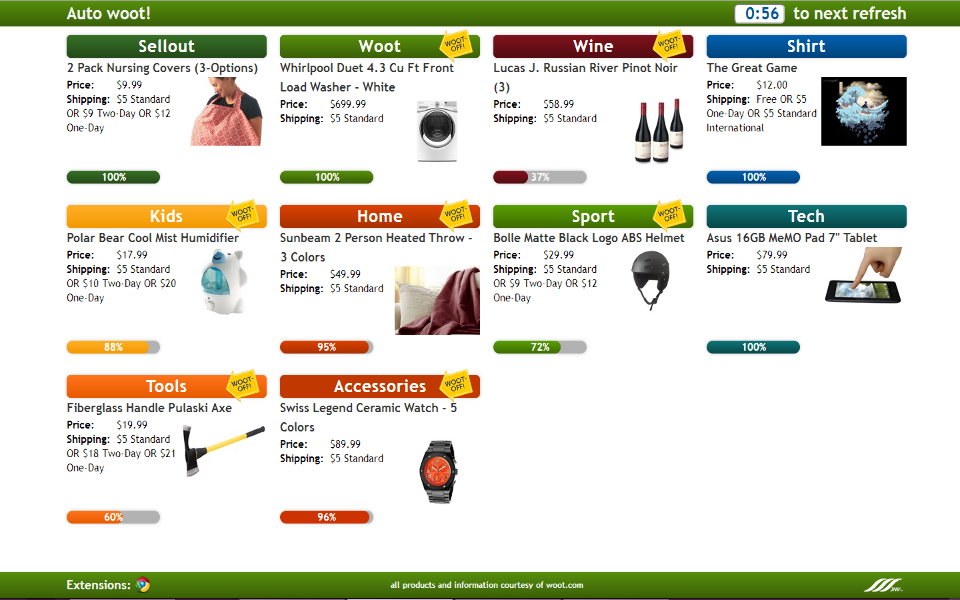 Auto woot!
0:56 to next refresh
Sellout
2 Pack Nursing Covers (3-Options)
Price: $9.99
Shipping: $5 Standard
OR $9 Two-Day OR $12
One-Day
100%
Woot
WOOT-
OFF!
Whirlpool Duet 4.3 Cu Ft Front
Load Washer - White
Price: $699.99
Shipping: $5 Standard
100%
Wine
WOOT-
OFF!
Lucas J. Russian River Pinot Noir
(3)
Price: $58.99
Shipping: $5 Standard
37%
Shirt
The Great Game
Price: $12.00
Shipping: Free OR $5
One-Day OR $5 Standard
International
100%
Kids
WOOT-
OFF!
Polar Bear Cool Mist Humidifier
Price: $17.99
Shipping: $5 Standard
OR $10 Two-Day OR $20
One-Day
88%
Home
WOOT-
OFF!
Sunbeam 2 Person Heated Throw -
3 Colors
Price: $49.99
Shipping: $5 Standard
95%
Sport
WOOT-
OFF!
Bolle Matte Black Logo ABS Helmet
Price: $29.99
Shipping: $5 Standard
OR $9 Two-Day OR $12
One-Day
72%
Tech
Asus 16GB MeMO Pad 7" Tablet
Price: $79.99
Shipping: $5 Standard
100%
Tools
WOOT-
OFF!
Fiberglass Handle Pulaski Axe
Price: $19.99
Shipping: $5 Standard
OR $18 Two-Day OR $21
One-Day
60%
Accessories
WOOT-
OFF!
Swiss Legend Ceramic Watch - 5
Colors
Price: $89.99
Shipping: $5 Standard
96%
Extensions:
all products and information courtesy of woot.com